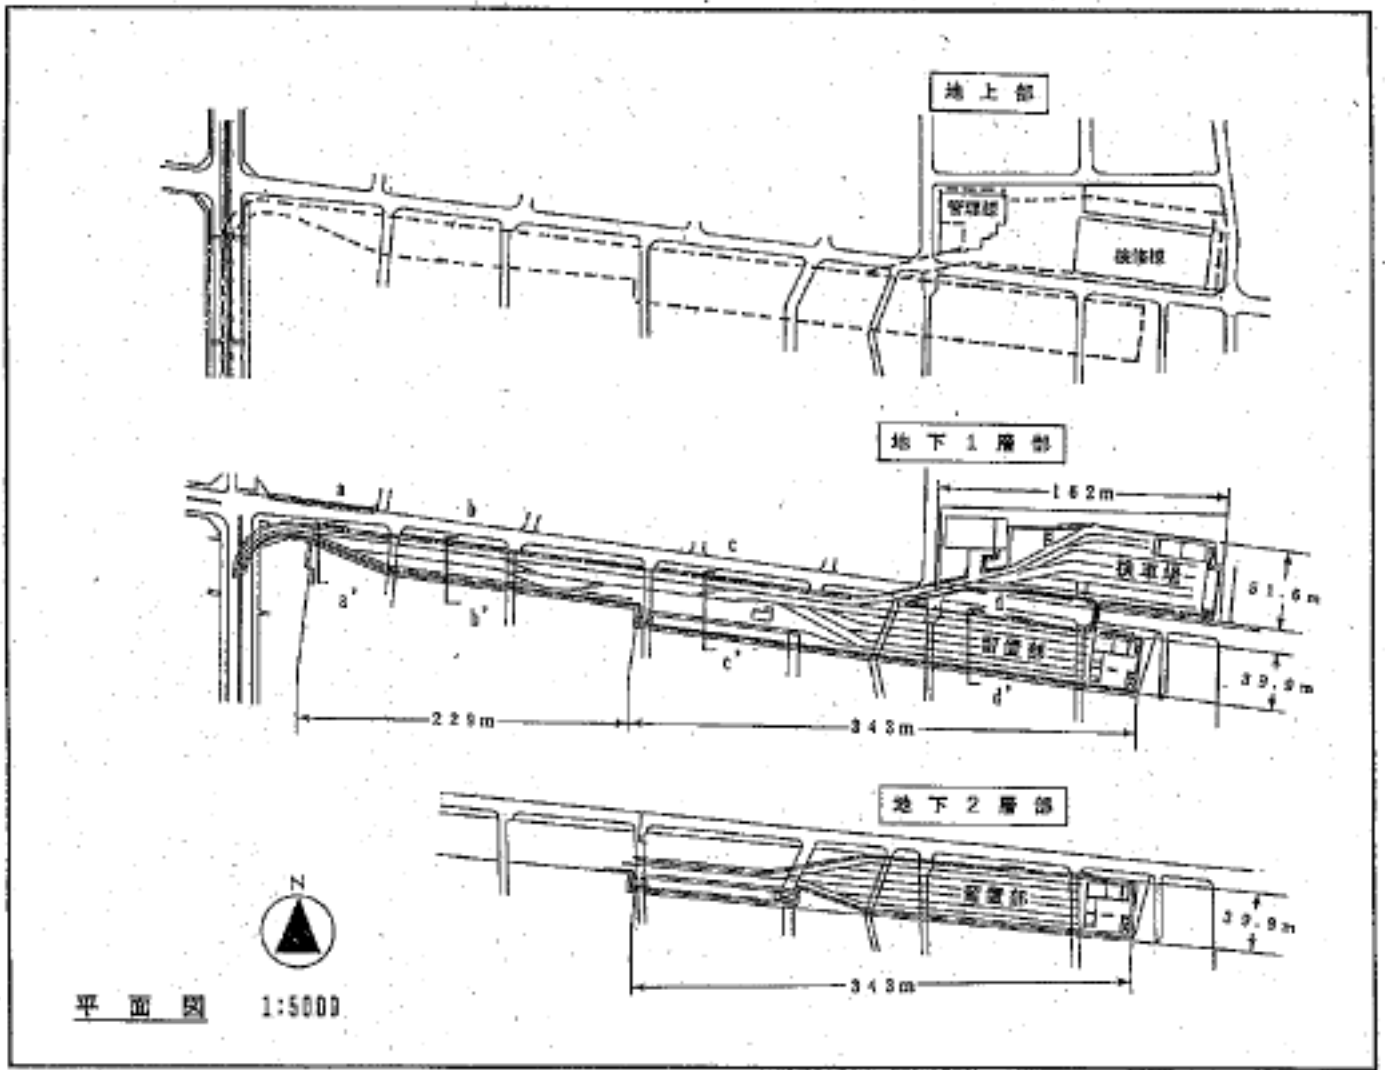 地上部
管理棟
検修棟
地下1層部
162m
a
b
c
検車場
51.6m
d
a'
b'
c'
留置部
39.9m
d'
229m
343m
地下2層部
留置部
39.9m
N
343m
平面図 1:5000